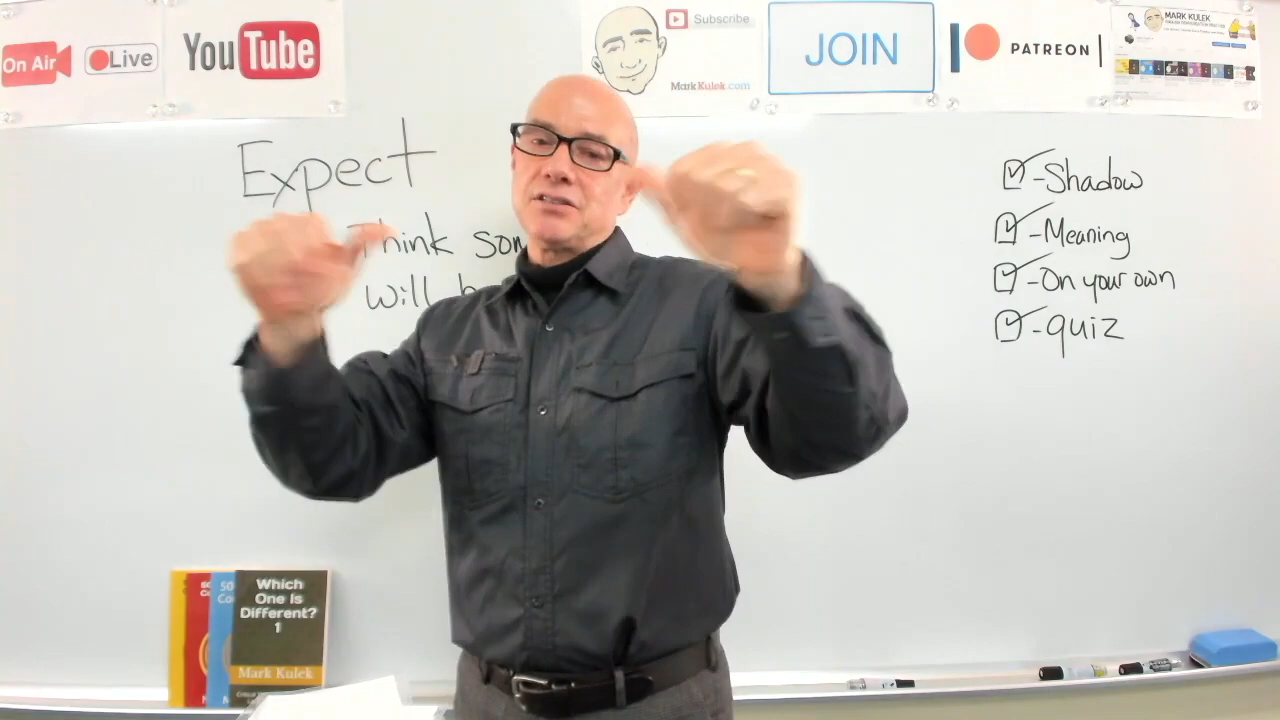 On Air
Live
YouTube
Subscribe
MarkKulek.com
JOIN
PATREON
MARK KULEK
Expect
Think som
will b
-Shadow
-Meaning
-On your own
-quiz
Which
One Is
Different?
1
Mark Kulek